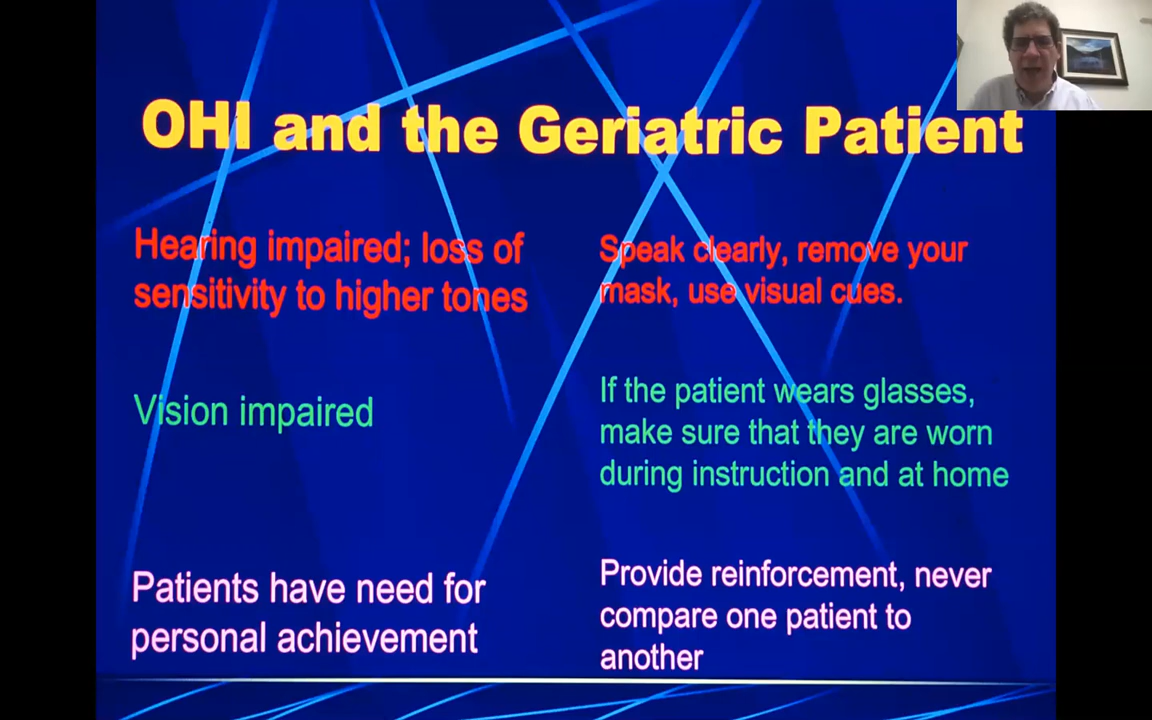 OHI and the Geriatric Patient
Hearing impaired; loss of
sensitivity to higher tones
Speak clearly, remove your
mask, use visual cues.
Vision impaired
If the patient wears glasses,
make sure that they are worn
during instruction and at home
Patients have need for
personal achievement
Provide reinforcement, never
compare one patient to
another